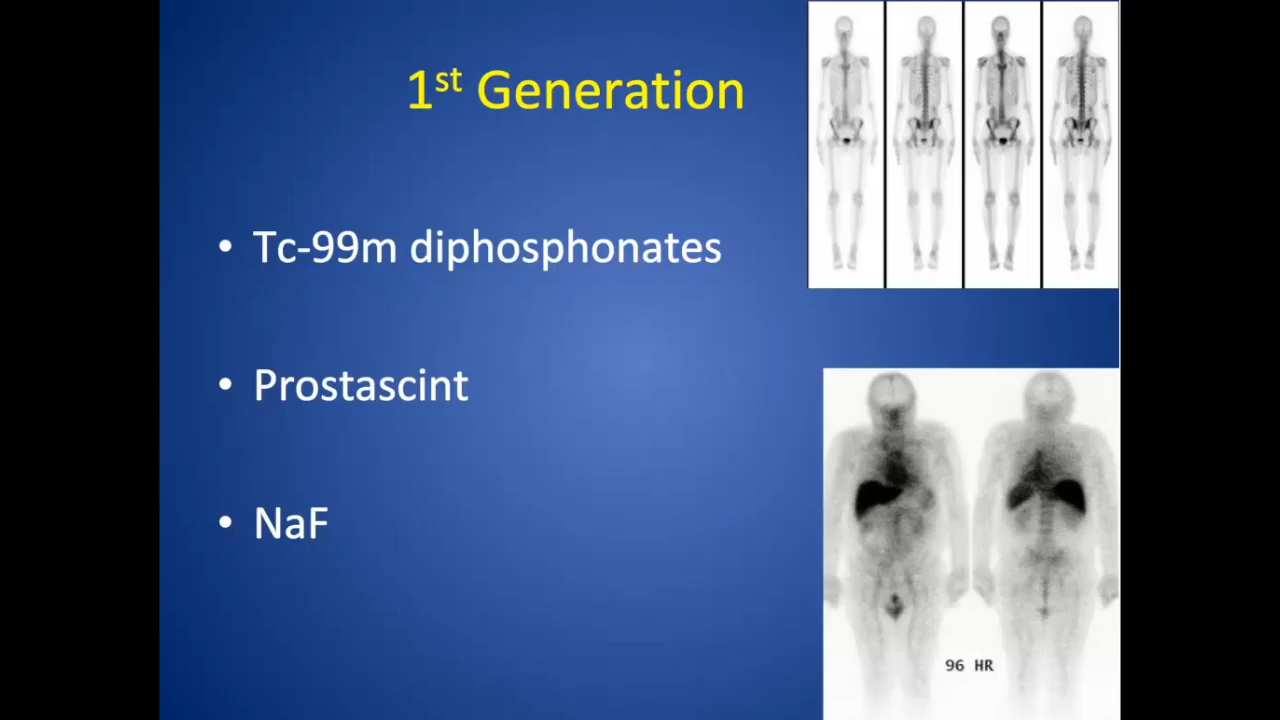 1st Generation
• Tc-99m diphosphonates
• Prostascint
• NaF
96 HR